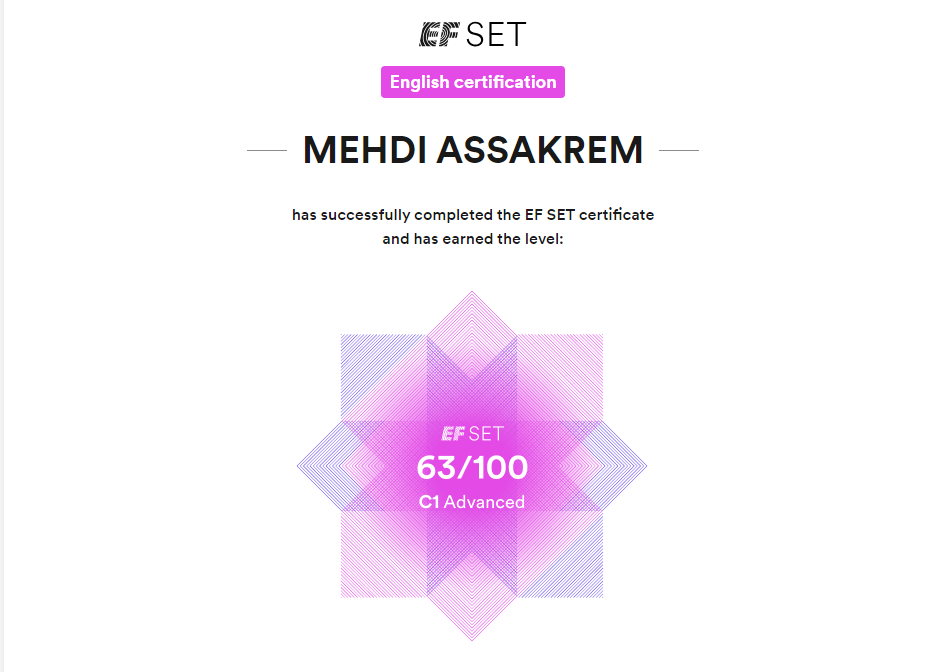 EF SET
English certification
MEHDI ASSAKREM
has successfully completed the EF SET certificate
and has earned the level:
EF SET
63/100
C1 Advanced